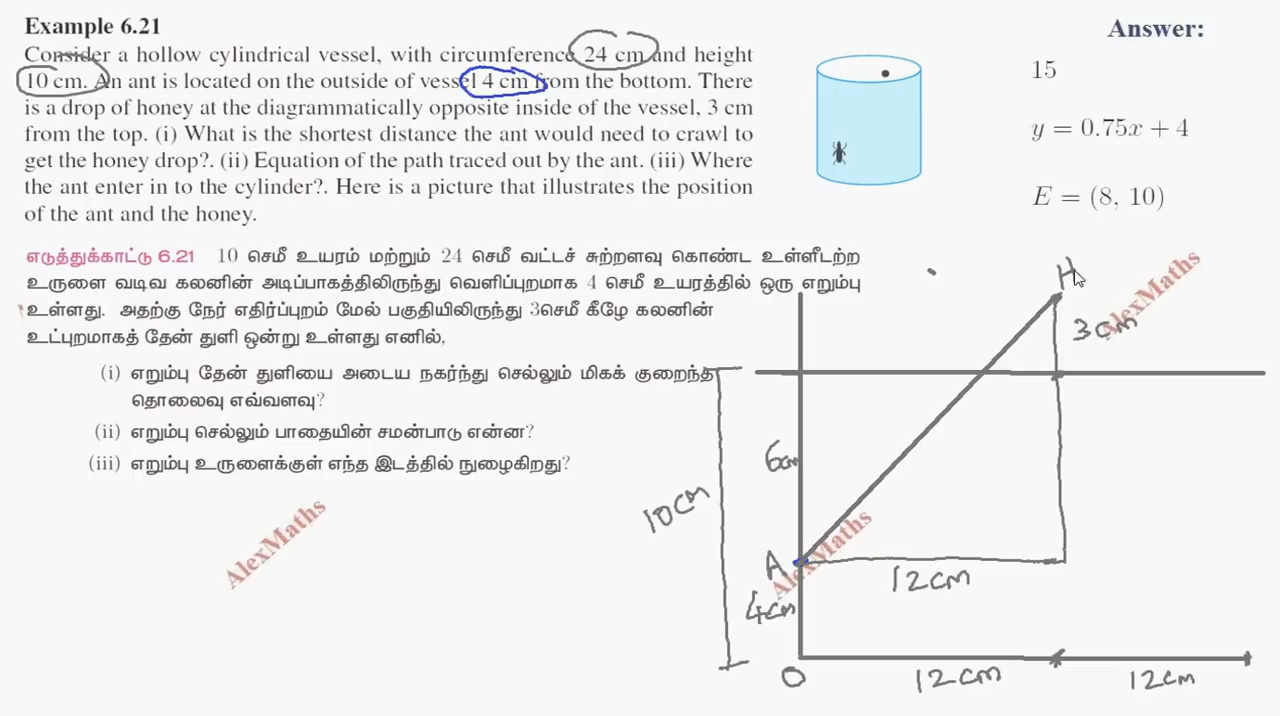 Example 6.21
Consider a hollow cylindrical vessel, with circumference 24 cm and height
10 cm. An ant is located on the outside of vessel 4 cm from the bottom. There
is a drop of honey at the diagrammatically opposite inside of the vessel, 3 cm
from the top. (i) What is the shortest distance the ant would need to crawl to
get the honey drop?. (ii) Equation of the path traced out by the ant. (iii) Where
the ant enter in to the cylinder?. Here is a picture that illustrates the position
of the ant and the honey.
Answer:
15
y = 0.75x + 4
E = (8, 10)
எடுத்துக்காட்டு 6.21 10 செமீ உயரம் மற்றும் 24 செமீ வட்டச் சுற்றளவு கொண்ட உள்ளீடற்ற
உருளை வடிவ கலனின் அடிப்பாகத்திலிருந்து வெளிப்புறமாக 4 செமீ உயரத்தில் ஒரு எறும்பு
உள்ளது. அதற்கு நேர் எதிர்ப்புறம் மேல் பகுதியிலிருந்து 3செமீ கீழே கலனின்
உட்புறமாகத் தேன் துளி ஒன்று உள்ளது எனில்,
(i) எறும்பு தேன் துளியை அடைய நகர்ந்து செல்லும் மிகக் குறைந்த
தொலைவு எவ்வளவு?
(ii) எறும்பு செல்லும் பாதையின் சமன்பாடு என்ன?
(iii) எறும்பு உருளைக்குள் எந்த இடத்தில் நுழைகிறது?
H
3cm
6cm
10cm
A
12cm
4cm
O
12cm
12cm
AlexMaths
AlexMaths
AlexMaths